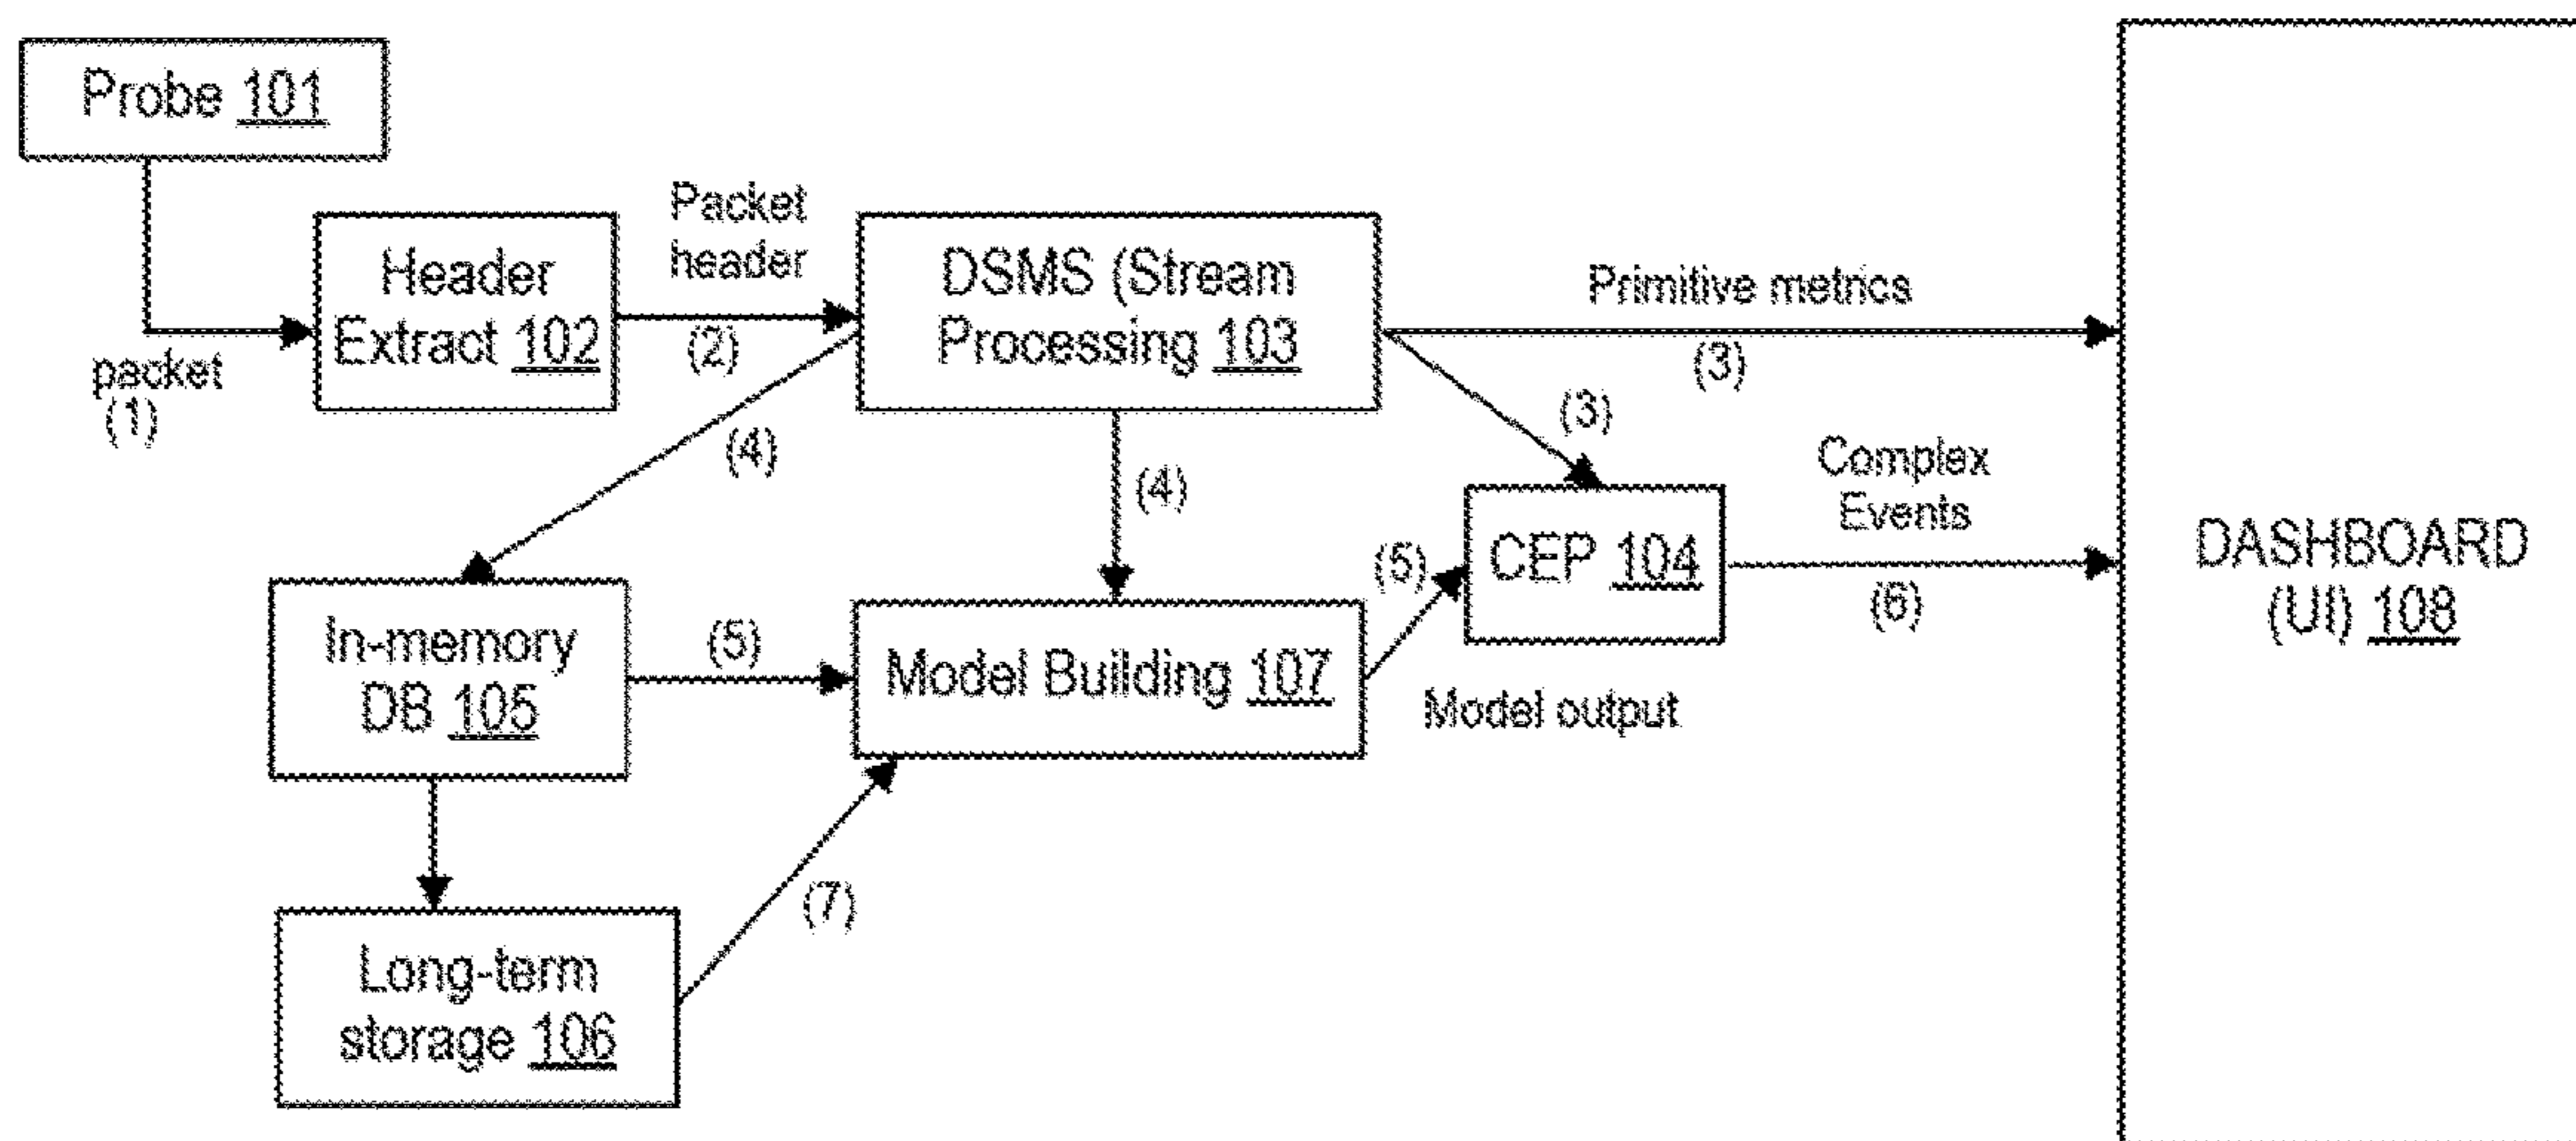 Probe 101
packet
(1)
Header
Extract 102
Packet
header
(2)
DSMS (Stream
Processing 103
Primitive metrics
(3)
(3)
(4)
(4)
CEP 104
Complex
Events
(6)
DASHBOARD
(UI) 108
In-memory
DB 105
(5)
Model Building 107
(5)
Model output
Long-term
storage 106
(7)